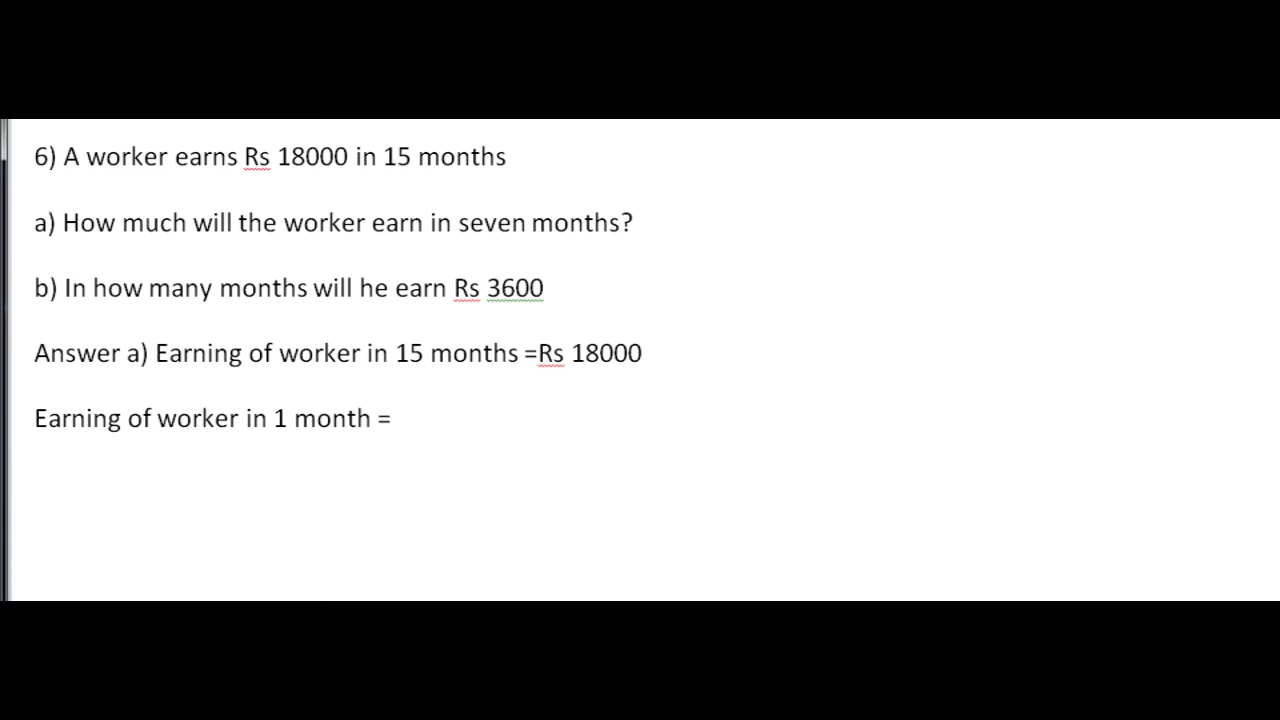 6) A worker earns Rs 18000 in 15 months
a) How much will the worker earn in seven months?
b) In how many months will he earn Rs 3600
Answer a) Earning of worker in 15 months =Rs 18000
Earning of worker in 1 month =